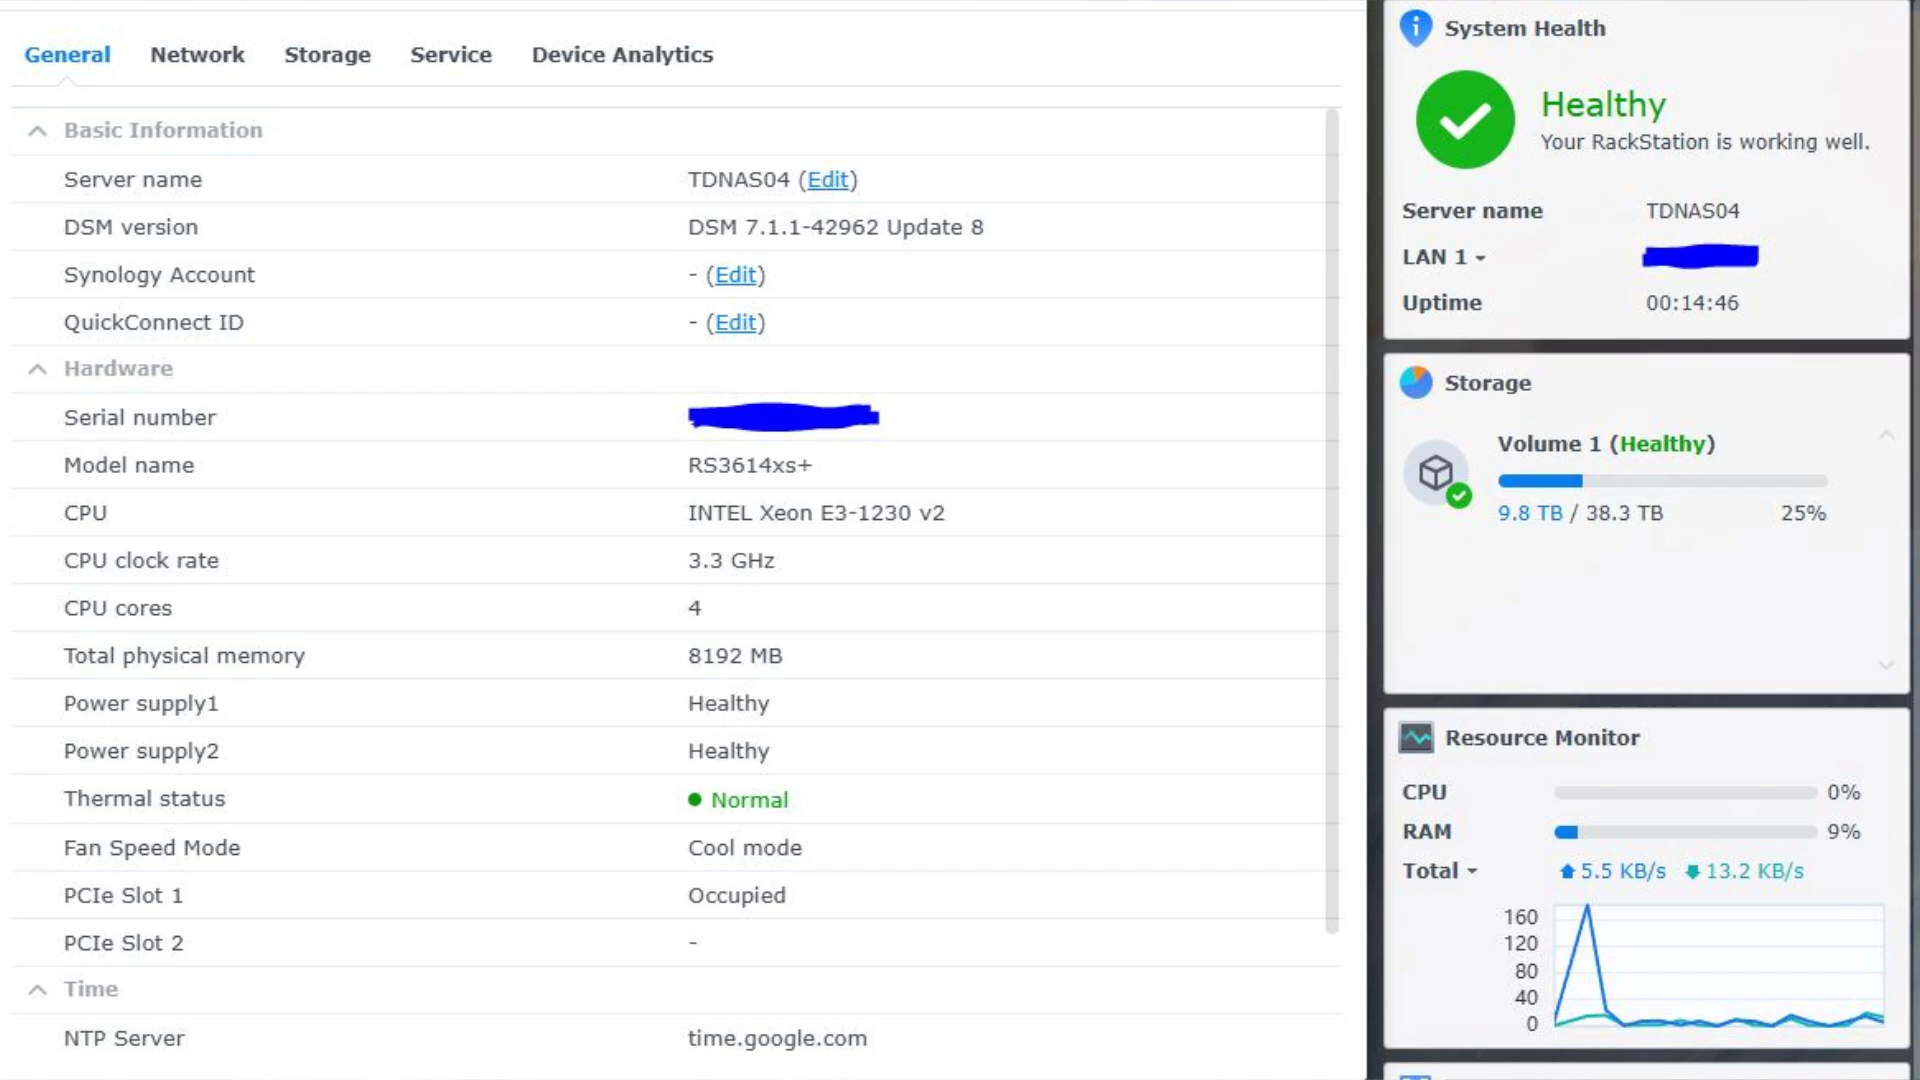 General Network Storage Service Device Analytics
Basic Information
Server name TDNAS04 (Edit)
DSM version DSM 7.1.1-42962 Update 8
Synology Account - (Edit)
QuickConnect ID - (Edit)
Hardware
Serial number
Model name RS3614xs+
CPU INTEL Xeon E3-1230 v2
CPU clock rate 3.3 GHz
CPU cores 4
Total physical memory 8192 MB
Power supply1 Healthy
Power supply2 Healthy
Thermal status Normal
Fan Speed Mode Cool mode
PCIe Slot 1 Occupied
PCIe Slot 2 -
Time
NTP Server time.google.com
System Health
Healthy
Your RackStation is working well.
Server name TDNAS04
LAN 1
Uptime 00:14:46
Storage
Volume 1 (Healthy)
9.8 TB / 38.3 TB 25%
Resource Monitor
CPU 0%
RAM 9%
Total 5.5 KB/s 13.2 KB/s
160
120
80
40
0